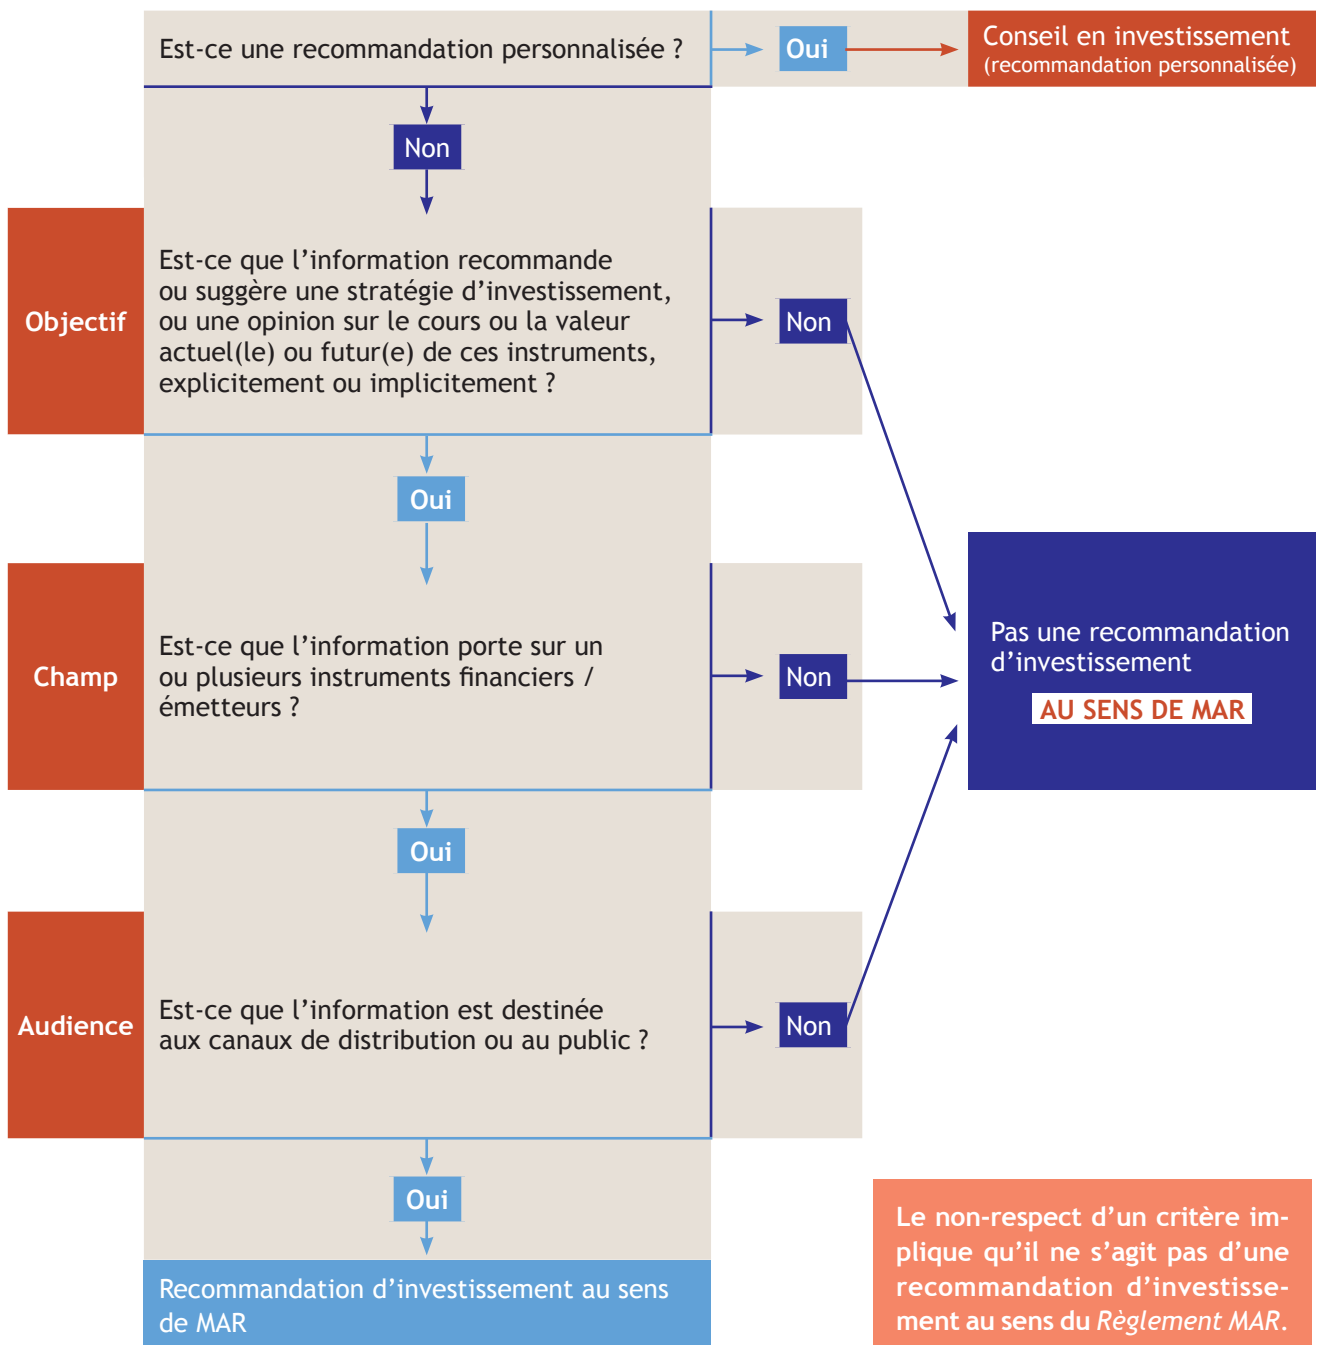 Est-ce une recommandation personnalisée ?
Oui
Conseil en investissement
(recommandation personnalisée)
Non
Objectif
Est-ce que l’information recommande
ou suggère une stratégie d’investissement,
ou une opinion sur le cours ou la valeur
actuel(le) ou futur(e) de ces instruments,
explicitement ou implicitement ?
Non
Oui
Champ
Est-ce que l’information porte sur un
ou plusieurs instruments financiers /
émetteurs ?
Non
Pas une recommandation
d’investissement
AU SENS DE MAR
Oui
Audience
Est-ce que l’information est destinée
aux canaux de distribution ou au public ?
Non
Oui
Recommandation d’investissement au sens
de MAR
Le non-respect d’un critère im-
plique qu’il ne s’agit pas d’une
recommandation d’investisse-
ment au sens du Règlement MAR.